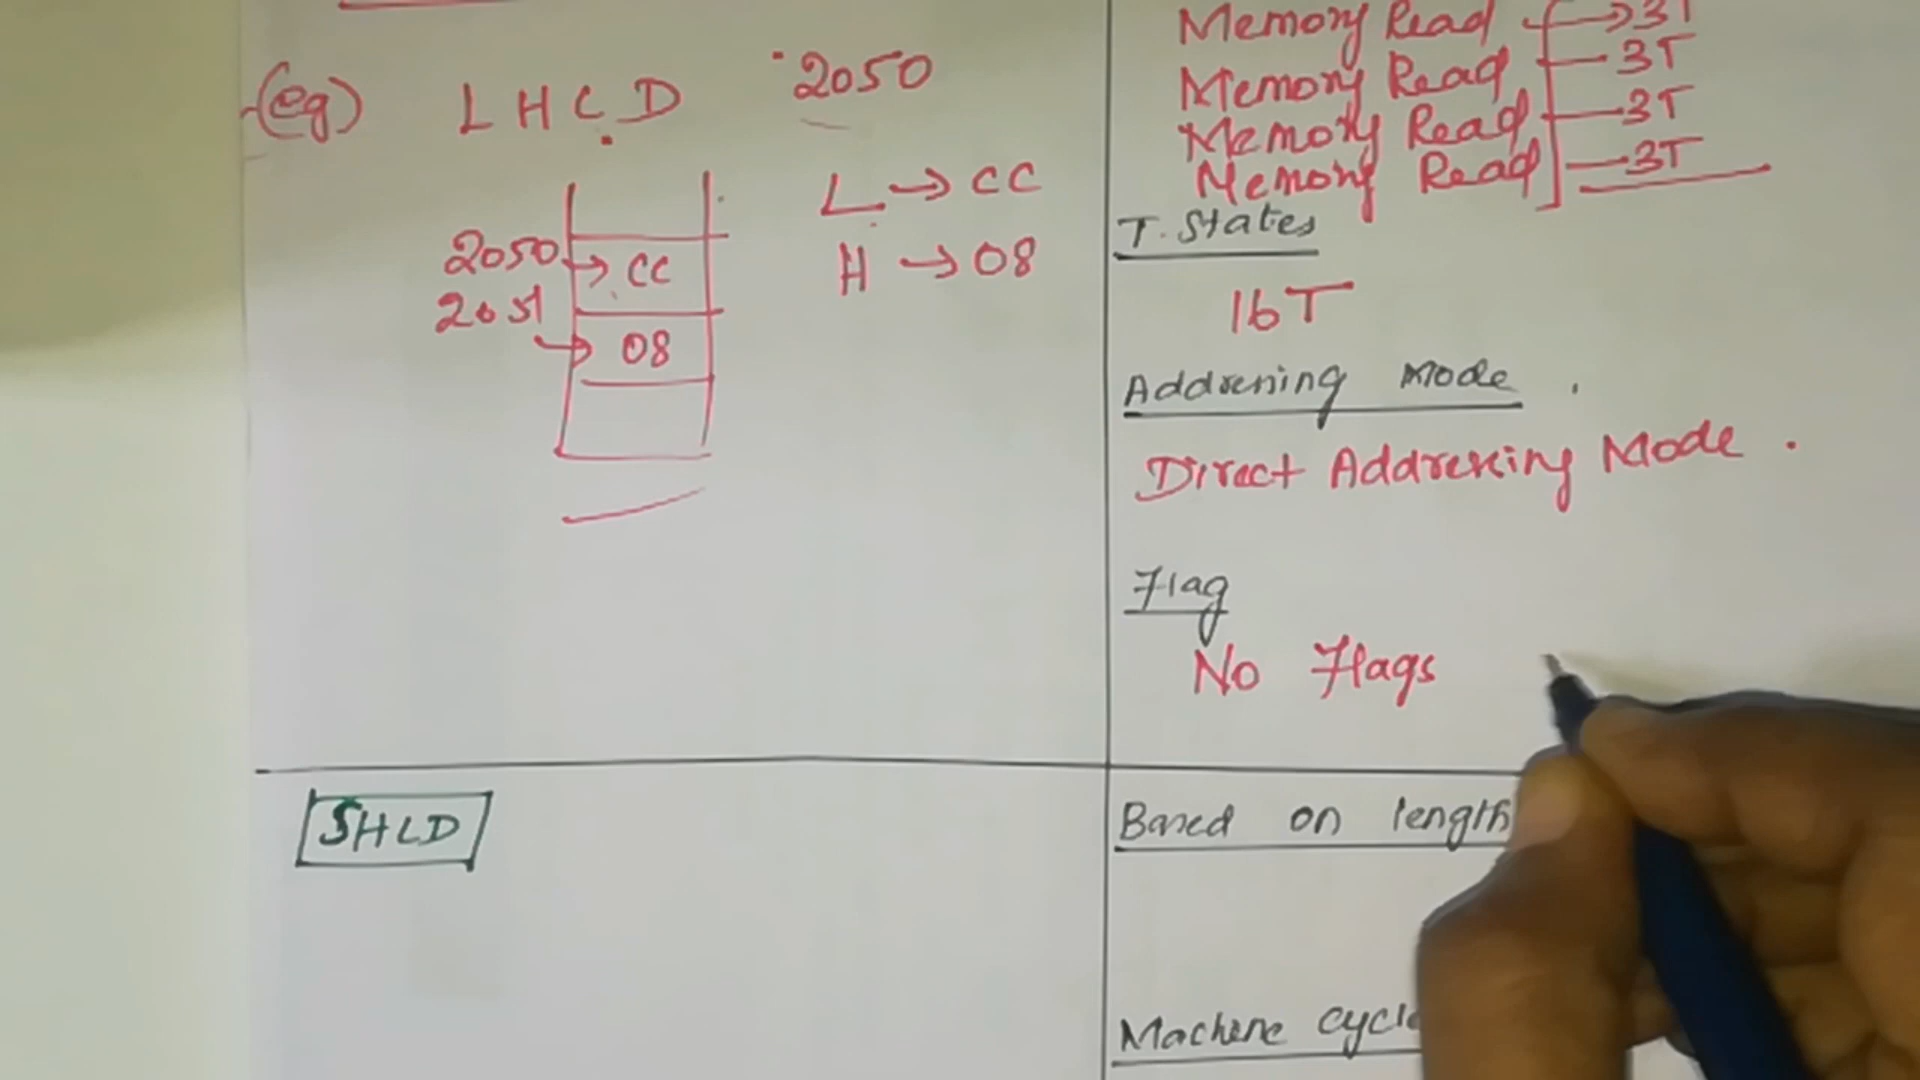 (eg) LHCD 2050
2050 → CC
2051 → 08
L → CC
H → 08
Memory Read → 3T
Memory Read — 3T
Memory Read — 3T
Memory Read — 3T
T. States
16T
Addressing Mode .
Direct Addressing Mode .
Flag
No Flags
SHLD
Based on length
Machine cycle